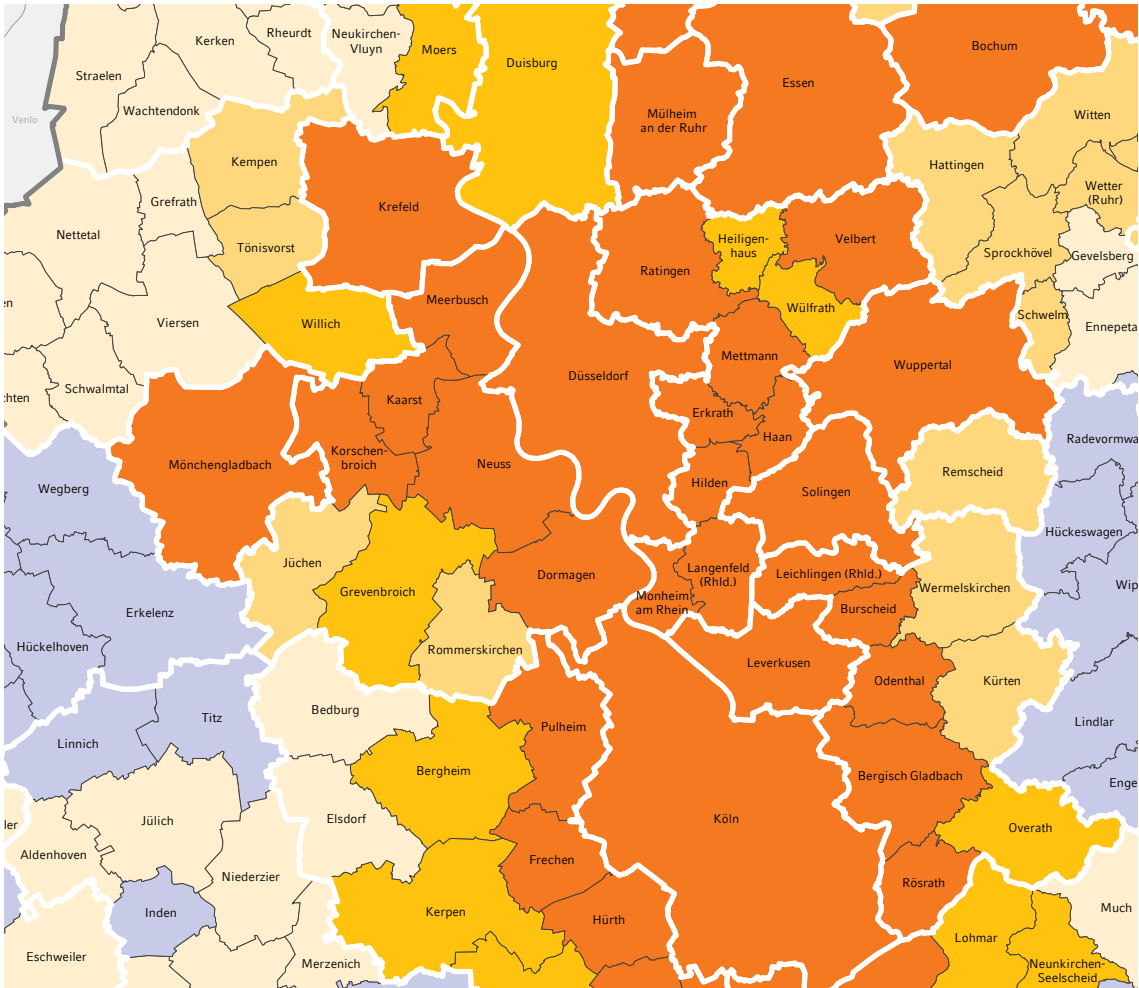 Rheurdt
Neukirchen-
Vluyn
Kerken
Moers
Bochum
Duisburg
Straelen
Essen
Wachtendonk
Mülheim
an der Ruhr
Witten
Venlo
Kempen
Hattingen
Wetter
(Ruhr)
Grefrath
Krefeld
Nettetal
Tönisvorst
Heiligen-
haus
Velbert
Sprockhövel
Gevelsberg
Ratingen
en
Meerbusch
Viersen
Willich
Wülfrath
Schwelm
Ennepeta
Mettmann
Wuppertal
Düsseldorf
Schwalmtal
chten
Kaarst
Erkrath
Haan
Radevormwa
Korschen-
broich
Mönchengladbach
Neuss
Remscheid
Wegberg
Hilden
Solingen
Hückeswagen
Jüchen
Langenfeld
(Rhld.)
Dormagen
Leichlingen (Rhld.)
Grevenbroich
Wermelskirchen
Wip
Monheim
am Rhein
Burscheid
Erkelenz
Hückelhoven
Rommerskirchen
Leverkusen
Odenthal
Kürten
Bedburg
Titz
Lindlar
Pulheim
Linnich
Bergheim
Bergisch Gladbach
Enge
Elsdorf
Köln
Jülich
ler
Overath
Aldenhoven
Frechen
Niederzier
Rösrath
Inden
Kerpen
Hürth
Much
Lohmar
Eschweiler
Merzenich
Neunkirchen-
Seelscheid